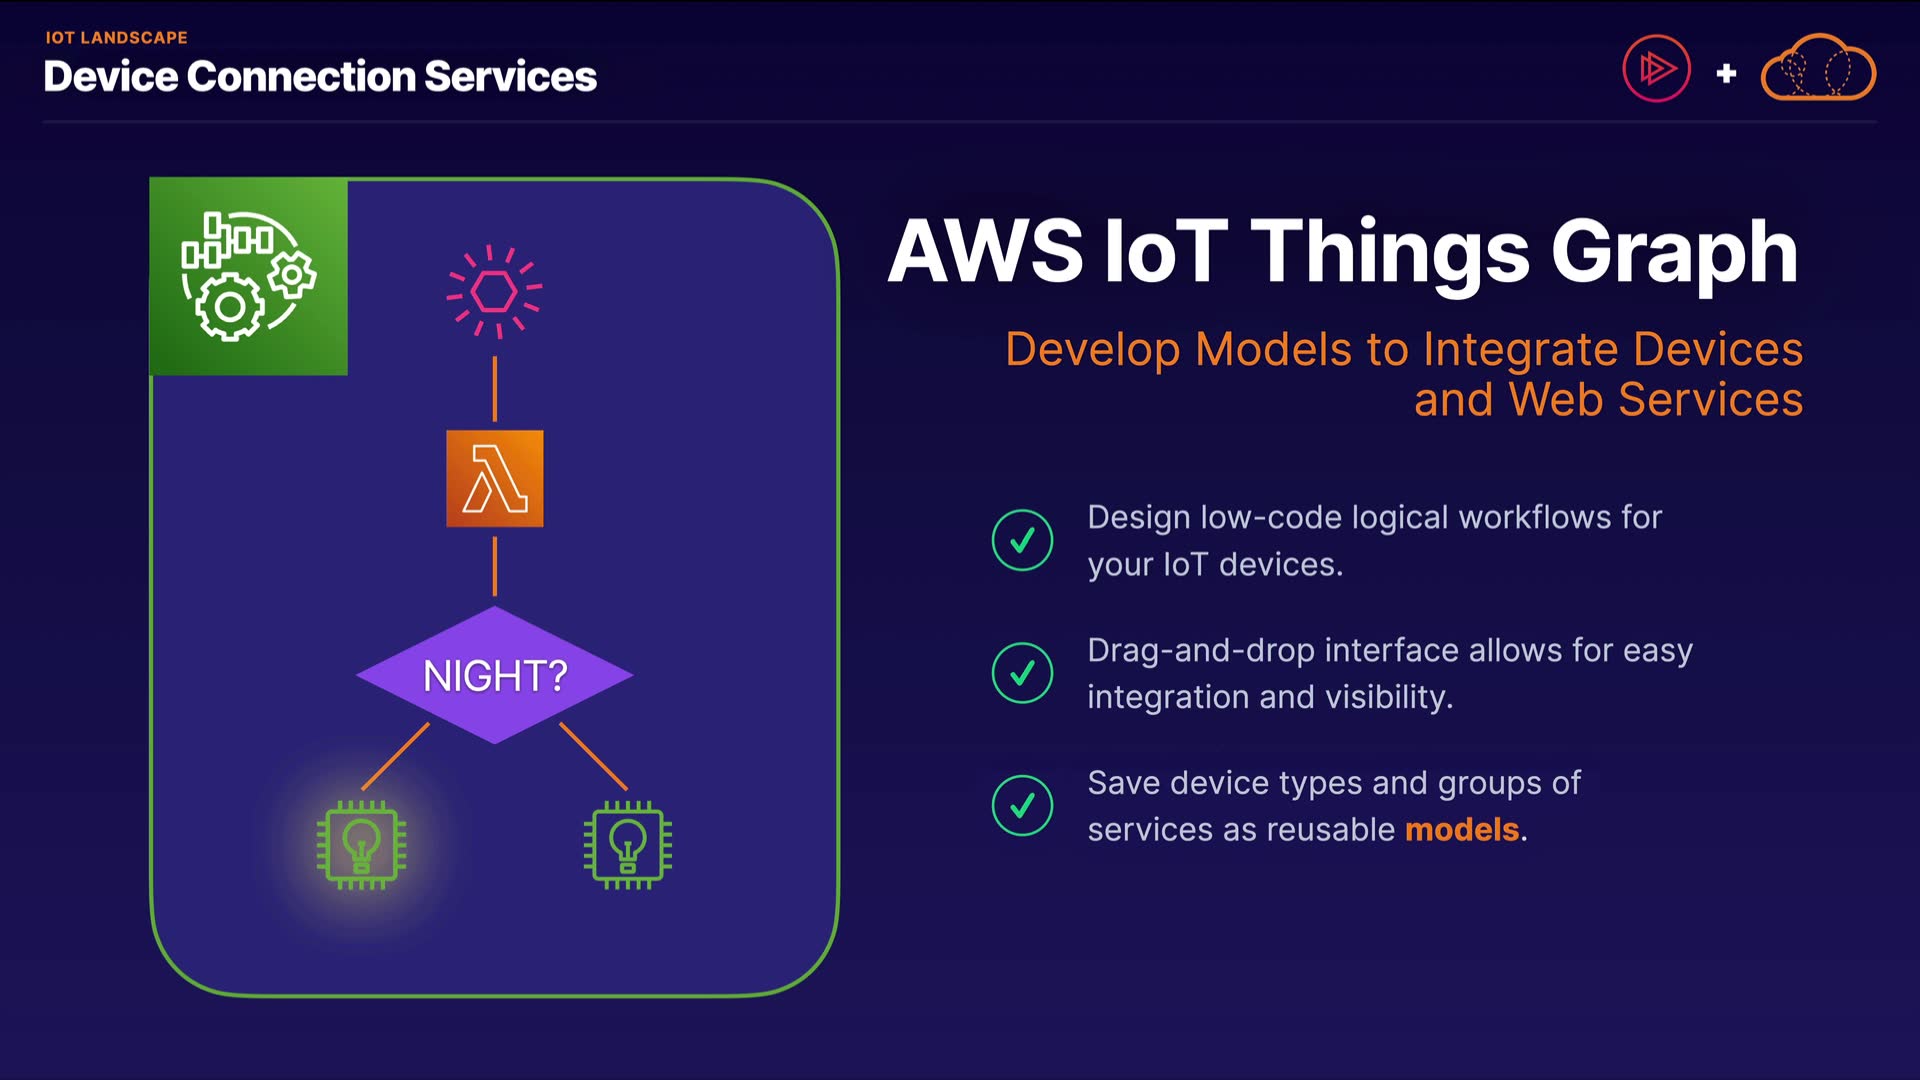 IOT LANDSCAPE
Device Connection Services
AWS IoT Things Graph
Develop Models to Integrate Devices
and Web Services
Design low-code logical workflows for
your IoT devices.
Drag-and-drop interface allows for easy
integration and visibility.
Save device types and groups of
services as reusable models.
NIGHT?